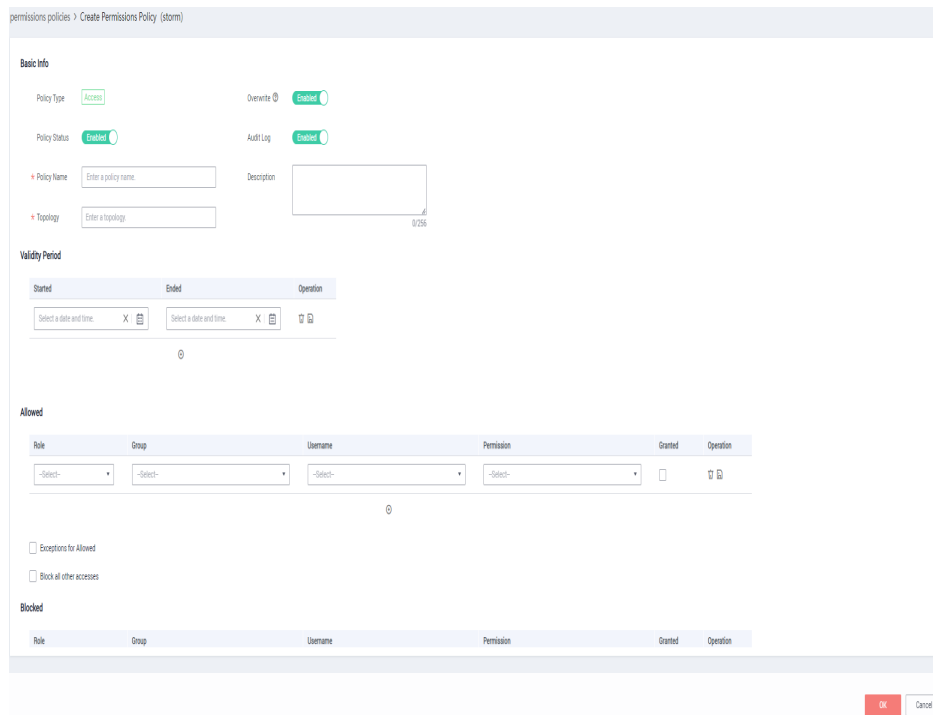 permissions policies > Create Permissions Policy (storm)
Basic Info
Policy Type Access Overwrite Enabled
Policy Status Enabled Audit Log Enabled
* Policy Name Enter a policy name. Description
* Topology Enter a topology.
0/256
Validity Period
Started Ended Operation
Select a date and time. Select a date and time.
Allowed
Role Group Username Permission Granted Operation
--Select-- --Select-- --Select-- --Select--
Exceptions for Allowed
Block all other accesses
Blocked
Role Group Username Permission Granted Operation
OK Cancel